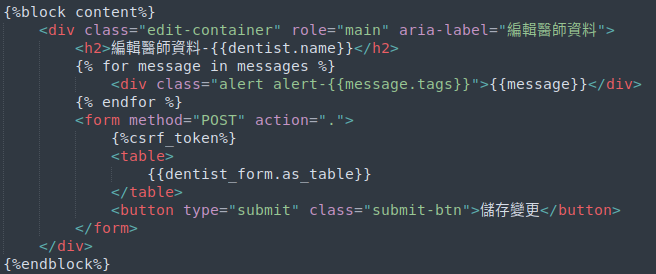 {%block content%}
<div class="edit-container" role="main" aria-label="編輯醫師資料">
<h2>編輯醫師資料-{{dentist.name}}</h2>
{% for message in messages %}
<div class="alert alert-{{message.tags}}">{{message}}</div>
{% endfor %}
<form method="POST" action=".">
{%csrf_token%}
<table>
{{dentist_form.as_table}}
</table>
<button type="submit" class="submit-btn">儲存變更</button>
</form>
</div>
{%endblock%}